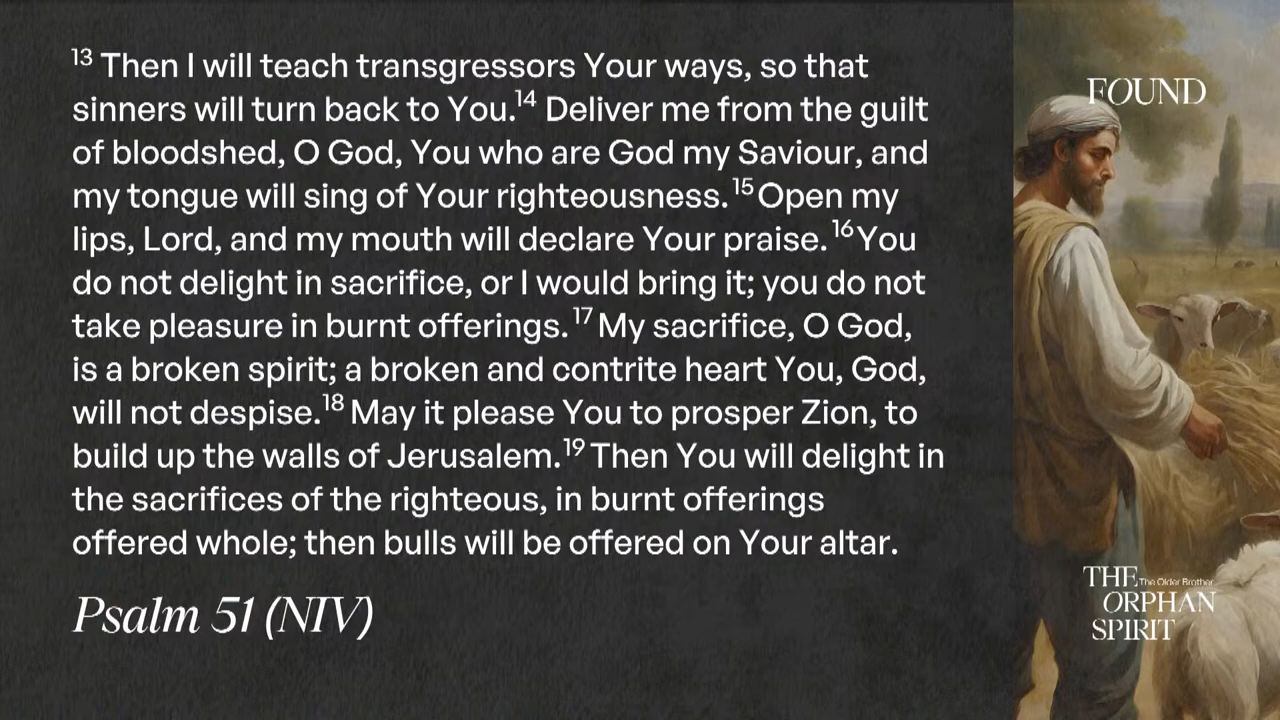 13 Then I will teach transgressors Your ways, so that
sinners will turn back to You.14 Deliver me from the guilt
of bloodshed, O God, You who are God my Saviour, and
my tongue will sing of Your righteousness. 15 Open my
lips, Lord, and my mouth will declare Your praise. 16 You
do not delight in sacrifice, or I would bring it; you do not
take pleasure in burnt offerings. 17 My sacrifice, O God,
is a broken spirit; a broken and contrite heart You, God,
will not despise.18 May it please You to prosper Zion, to
build up the walls of Jerusalem.19 Then You will delight in
the sacrifices of the righteous, in burnt offerings
offered whole; then bulls will be offered on Your altar.
Psalm 51 (NIV)
FOUND
THE The Older Brother
ORPHAN
SPIRIT